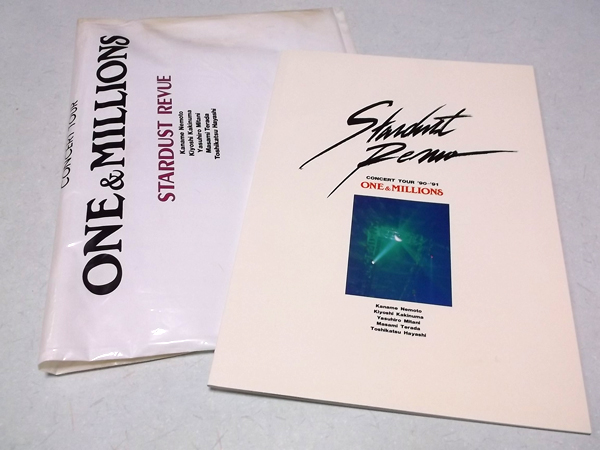 CONCERT TOUR
ONE & MILLIONS
STARDUST REVUE
Kaname Nemoto
Kiyoshi Kakinuma
Yasuhiro Mitani
Masami Terada
Toshikatsu Hayashi
Stardust
Revue
CONCERT TOUR '90-'91
ONE & MILLIONS
Kaname Nemoto
Kiyoshi Kakinuma
Yasuhiro Mitani
Masami Terada
Toshikatsu Hayashi